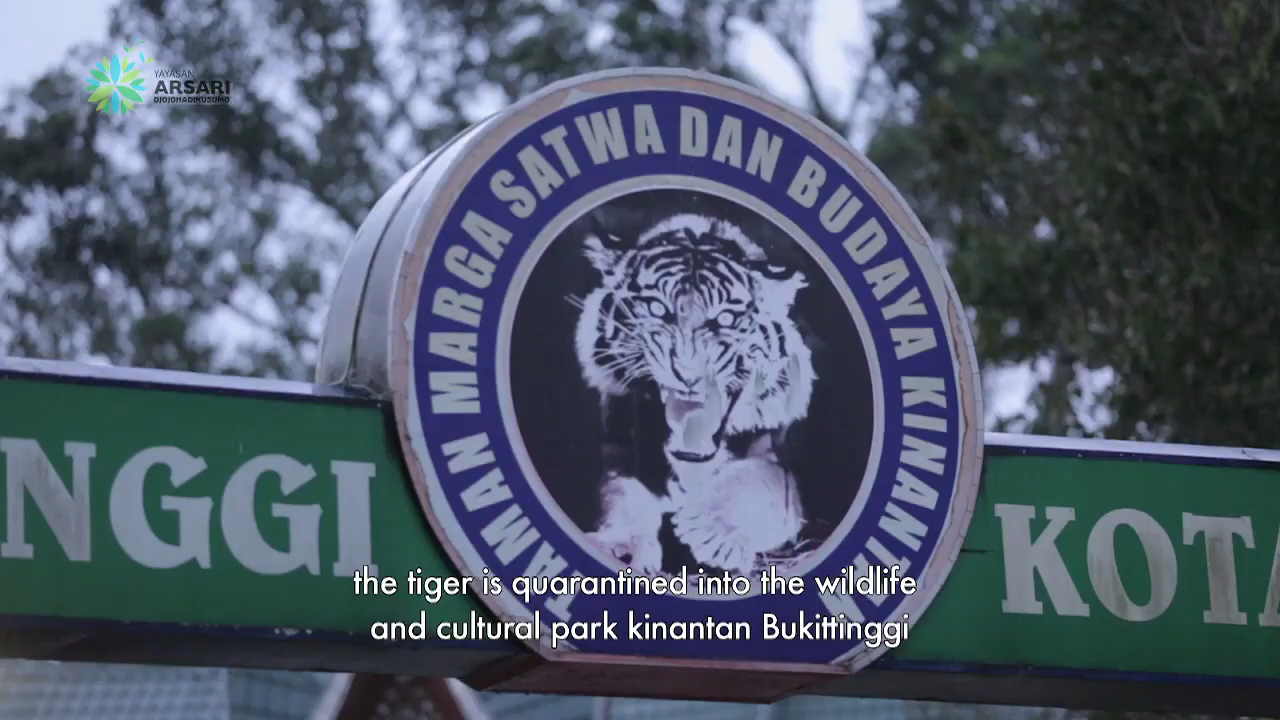 YAYASAN
ARSARI
DJOJOHADIKUSUMO
TAMAN MARGA SATWA DAN BUDAYA KINANTAN
NGGI
KOTA
the tiger is quarantined into the wildlife
and cultural park kinantan Bukittinggi